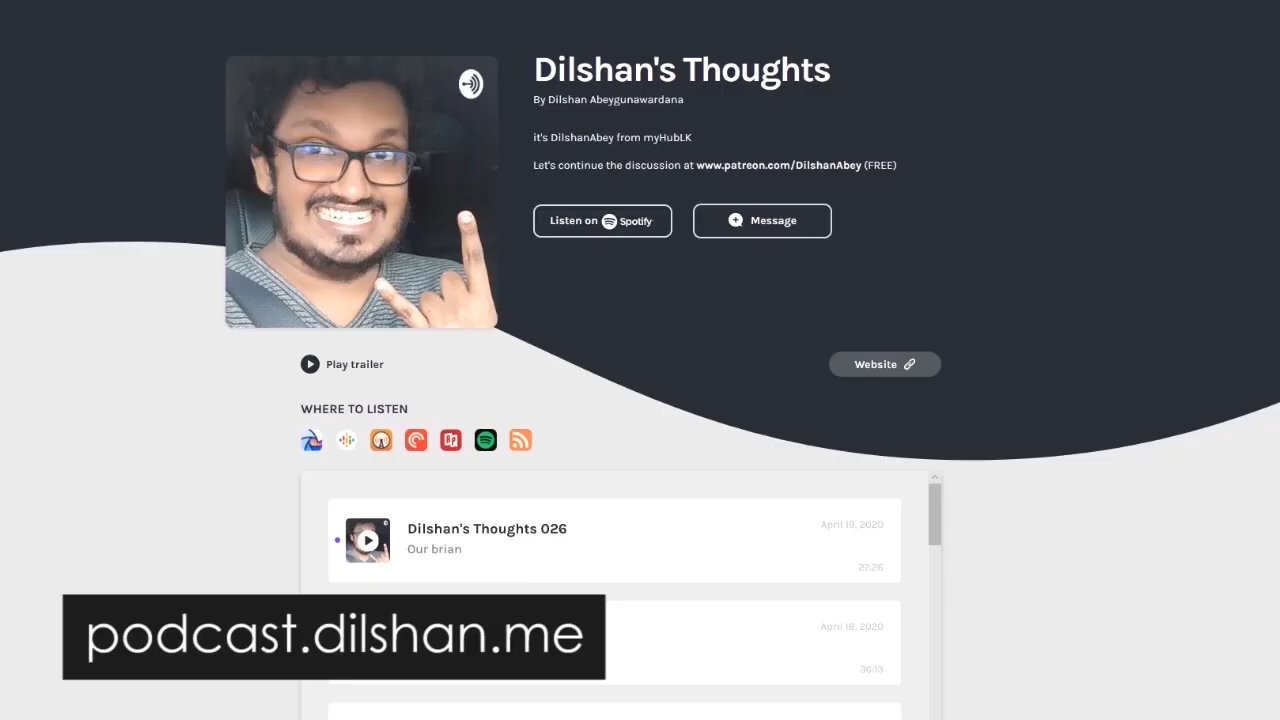 Dilshan's Thoughts
By Dilshan Abeygunawardana
it's DilshanAbey from myHubLK
Let's continue the discussion at www.patreon.com/DilshanAbey (FREE)
Listen on Spotify
Message
Play trailer
Website
WHERE TO LISTEN
Dilshan's Thoughts 026
April 19, 2020
Our brian
27:26
podcast.dilshan.me
April 18, 2020
36:13